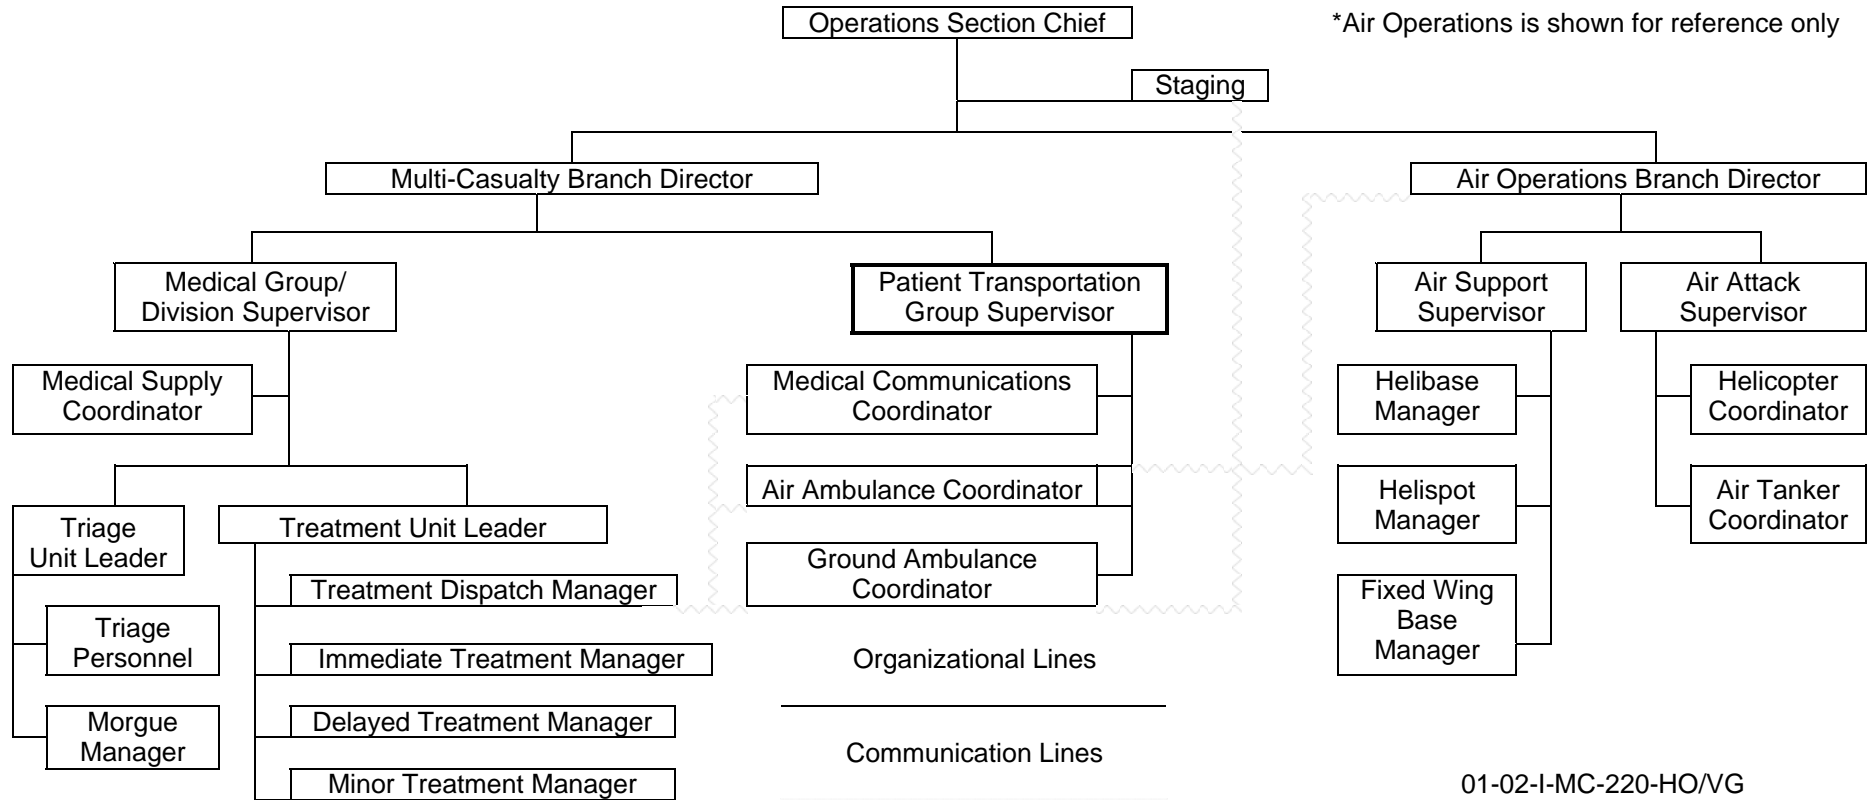 Operations Section Chief
*Air Operations is shown for reference only
Staging
Multi-Casualty Branch Director
Air Operations Branch Director
Medical Group/
Division Supervisor
Patient Transportation
Group Supervisor
Air Support
Supervisor
Air Attack
Supervisor
Medical Supply
Coordinator
Medical Communications
Coordinator
Helibase
Manager
Helicopter
Coordinator
Air Ambulance Coordinator
Helispot
Manager
Air Tanker
Coordinator
Triage
Unit Leader
Treatment Unit Leader
Ground Ambulance
Coordinator
Treatment Dispatch Manager
Fixed Wing
Base
Manager
Triage
Personnel
Immediate Treatment Manager
Organizational Lines
Morgue
Manager
Delayed Treatment Manager
Communication Lines
Minor Treatment Manager
01-02-I-MC-220-HO/VG